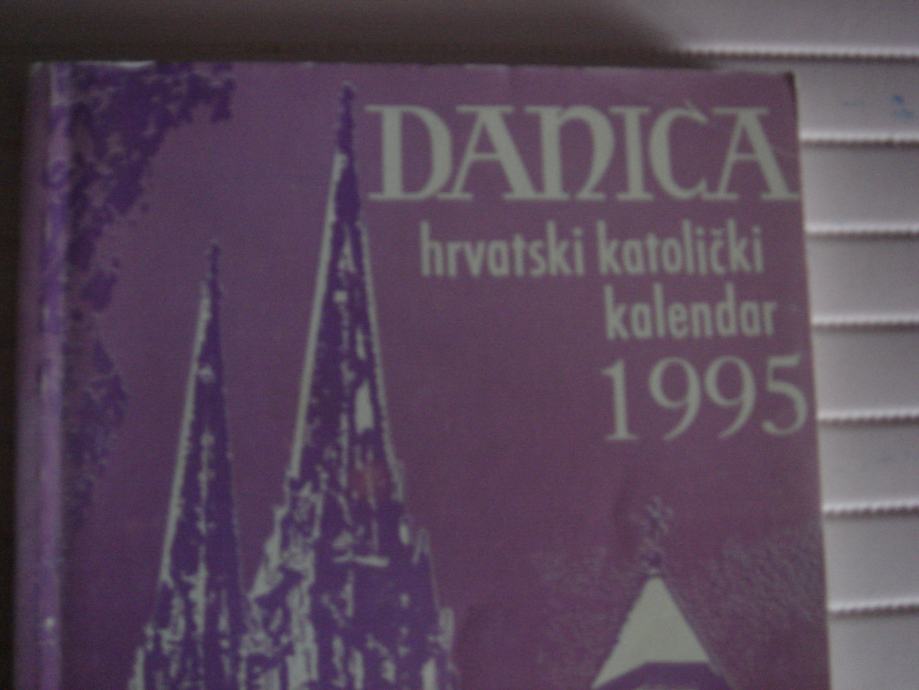 DANICA
hrvatski katolički
kalendar
1995